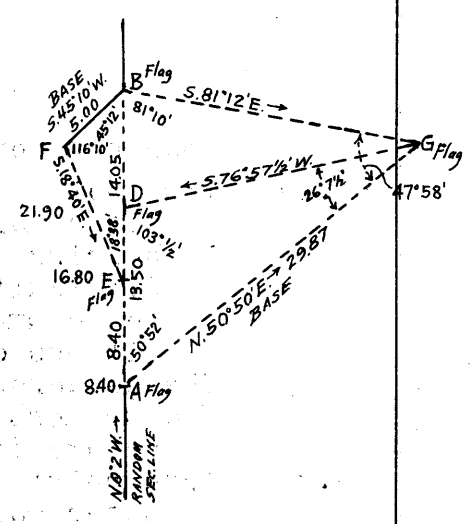 B Flag
BASE
S.45°10'W.
5.00
45°12'
81°10'
S.81°12'E. →
F
116°10'
G Flag
S.18°40'E →
14.05
← S.76°57½'W.
26°7½'
47°58'
D
Flag
21.90
18°38'
103°½'
16.80
E
Flag
13.50
N.50°50'E → 29.87
BASE
8.40
50°52'
8.40
A Flag
N.0°2'W. →
RANDOM
SEC.LINE